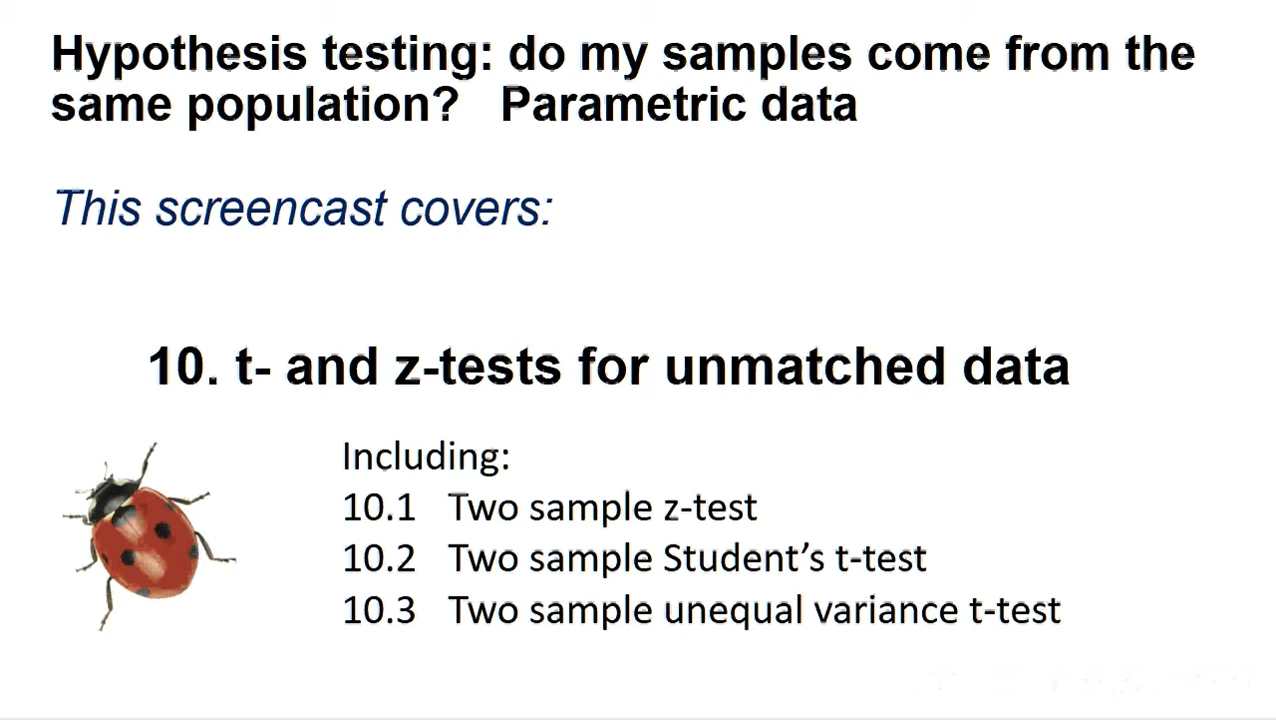 Hypothesis testing: do my samples come from the
same population? Parametric data
This screencast covers:
10. t- and z-tests for unmatched data
Including:
10.1 Two sample z-test
10.2 Two sample Student’s t-test
10.3 Two sample unequal variance t-test